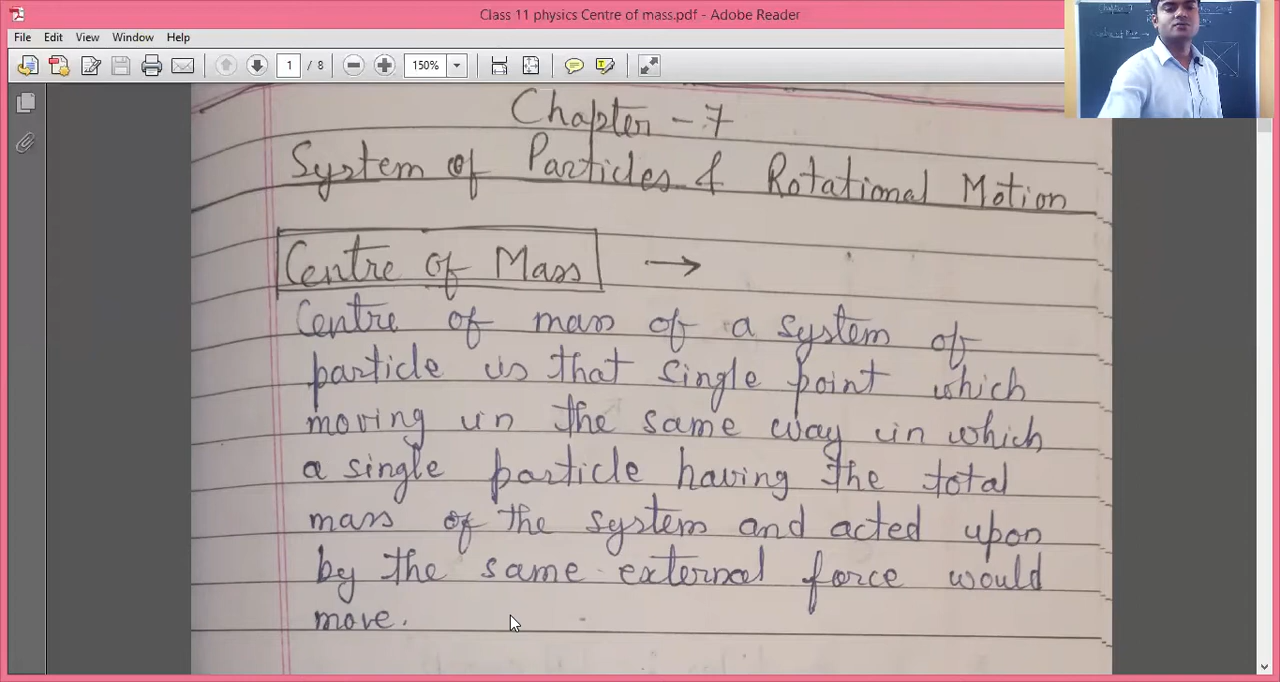 Class 11 physics Centre of mass.pdf - Adobe Reader
File Edit View Window Help
1 / 8 150%
Chapter - 7
System of Particles & Rotational Motion
Centre of Mass →
Centre of mass of a system of
particle is that single point which
moving in the same way in which
a single particle having the total
mass of the system and acted upon
by the same external force would
move.